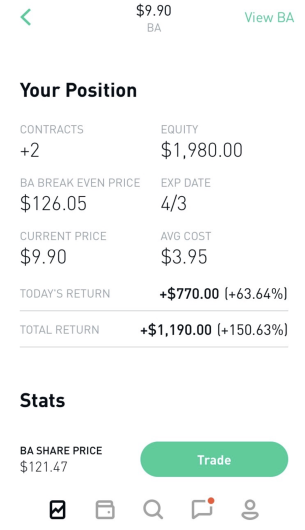 $9.90
BA
View BA
Your Position
CONTRACTS
EQUITY
+2
$1,980.00
BA BREAK EVEN PRICE
EXP DATE
$126.05
4/3
CURRENT PRICE
AVG COST
$9.90
$3.95
TODAY'S RETURN
+$770.00 (+63.64%)
TOTAL RETURN
+$1,190.00 (+150.63%)
Stats
BA SHARE PRICE
$121.47
Trade